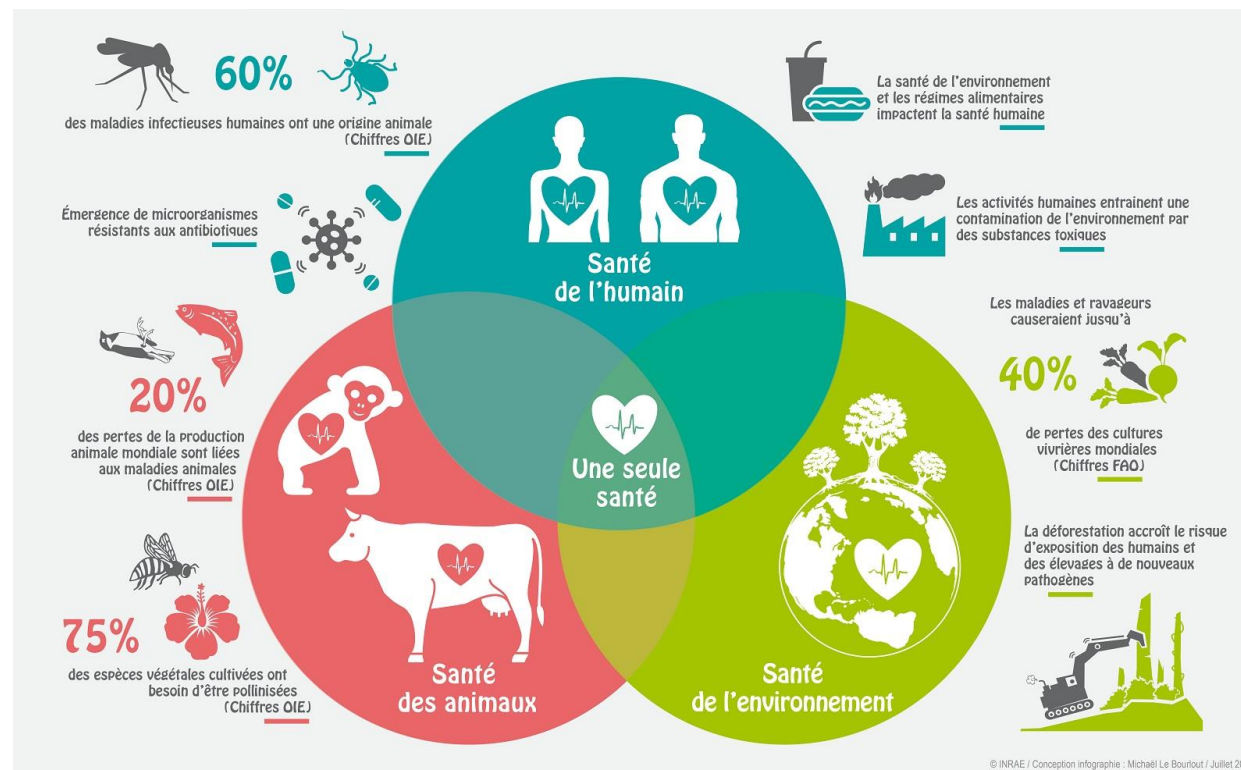 60%
des maladies infectieuses humaines ont une origine animale
(Chiffres OIE)
Émergence de microorganismes
résistants aux antibiotiques
20%
des pertes de la production
animale mondiale sont liées
aux maladies animales
(Chiffres OIE)
75%
des espèces végétales cultivées ont
besoin d'être pollinisées
(Chiffres OIE)
Santé
de l'humain
Une seule
santé
Santé
des animaux
Santé
de l'environnement
La santé de l'environnement
et les régimes alimentaires
impactent la santé humaine
Les activités humaines entrainent une
contamination de l'environnement par
des substances toxiques
Les maladies et ravageurs
causeraient jusqu'à
40%
de pertes des cultures
vivrières mondiales
(Chiffres FAO)
La déforestation accroît le risque
d'exposition des humains et
des élevages à de nouveaux
pathogènes
© INRAE / Conception infographie : Michaël Le Bourlout / Juillet